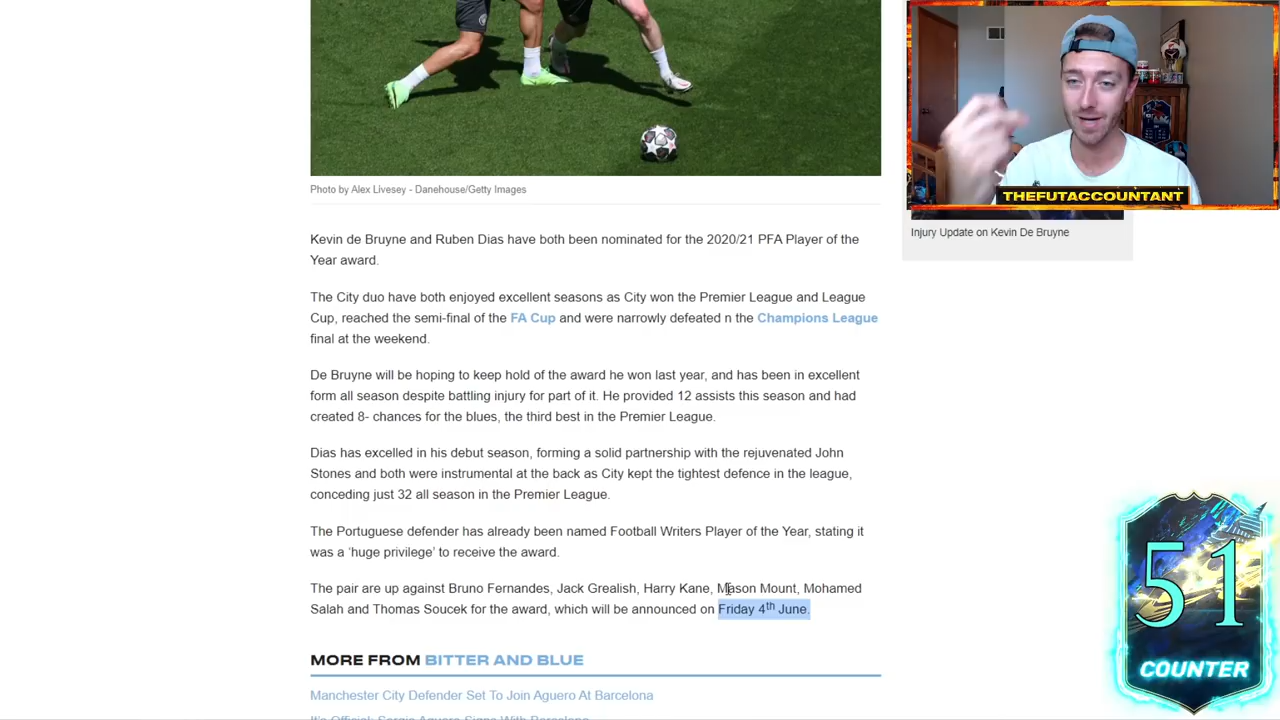 THEFUTACCOUNTANT
Photo by Alex Livesey - Danehouse/Getty Images
Injury Update on Kevin De Bruyne
Kevin de Bruyne and Ruben Dias have both been nominated for the 2020/21 PFA Player of the
Year award.
The City duo have both enjoyed excellent seasons as City won the Premier League and League
Cup, reached the semi-final of the FA Cup and were narrowly defeated n the Champions League
final at the weekend.
De Bruyne will be hoping to keep hold of the award he won last year, and has been in excellent
form all season despite battling injury for part of it. He provided 12 assists this season and had
created 8- chances for the blues, the third best in the Premier League.
Dias has excelled in his debut season, forming a solid partnership with the rejuvenated John
Stones and both were instrumental at the back as City kept the tightest defence in the league,
conceding just 32 all season in the Premier League.
The Portuguese defender has already been named Football Writers Player of the Year, stating it
was a ‘huge privilege’ to receive the award.
The pair are up against Bruno Fernandes, Jack Grealish, Harry Kane, Mason Mount, Mohamed
Salah and Thomas Soucek for the award, which will be announced on Friday 4th June.
MORE FROM BITTER AND BLUE
Manchester City Defender Set To Join Aguero At Barcelona
It's Official: Sergio Aguero Signs With Barcelona
51
COUNTER